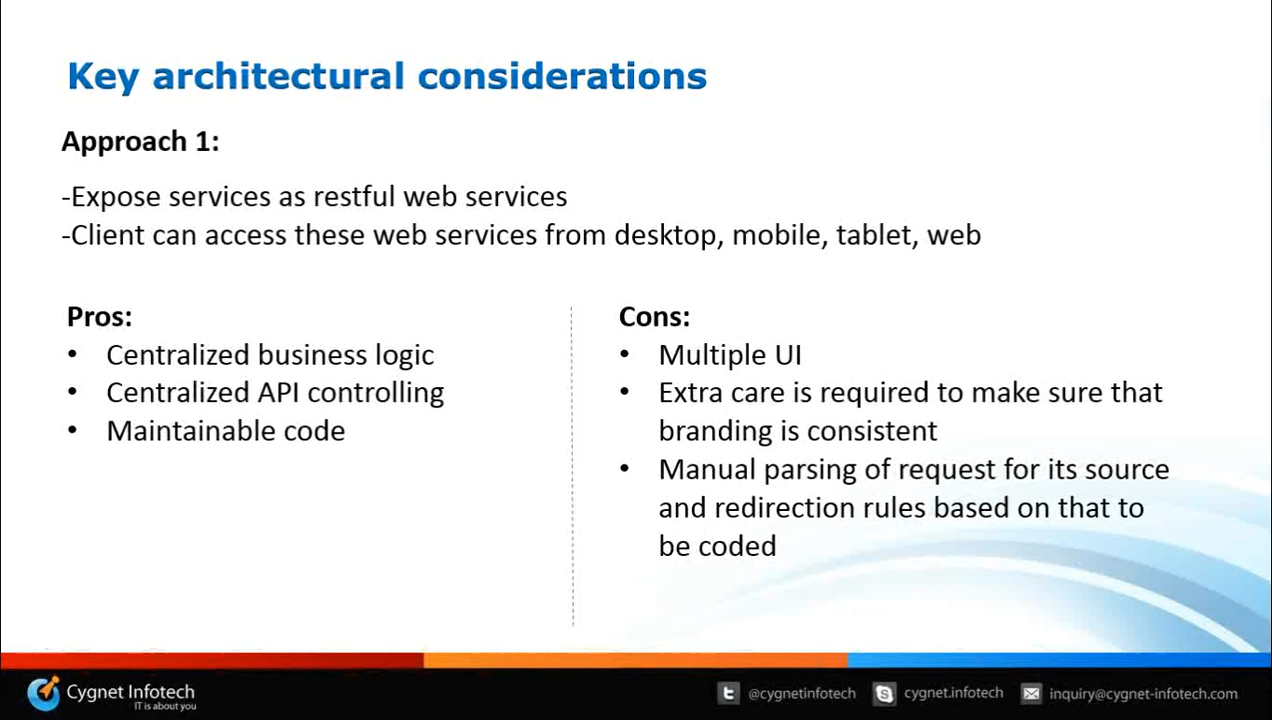 Key architectural considerations
Approach 1:
-Expose services as restful web services
-Client can access these web services from desktop, mobile, tablet, web
Pros:
• Centralized business logic
• Centralized API controlling
• Maintainable code
Cons:
• Multiple UI
• Extra care is required to make sure that
branding is consistent
• Manual parsing of request for its source
and redirection rules based on that to
be coded
Cygnet Infotech
IT is about you
@cygnetinfotech
cygnet.infotech
inquiry@cygnet-infotech.com